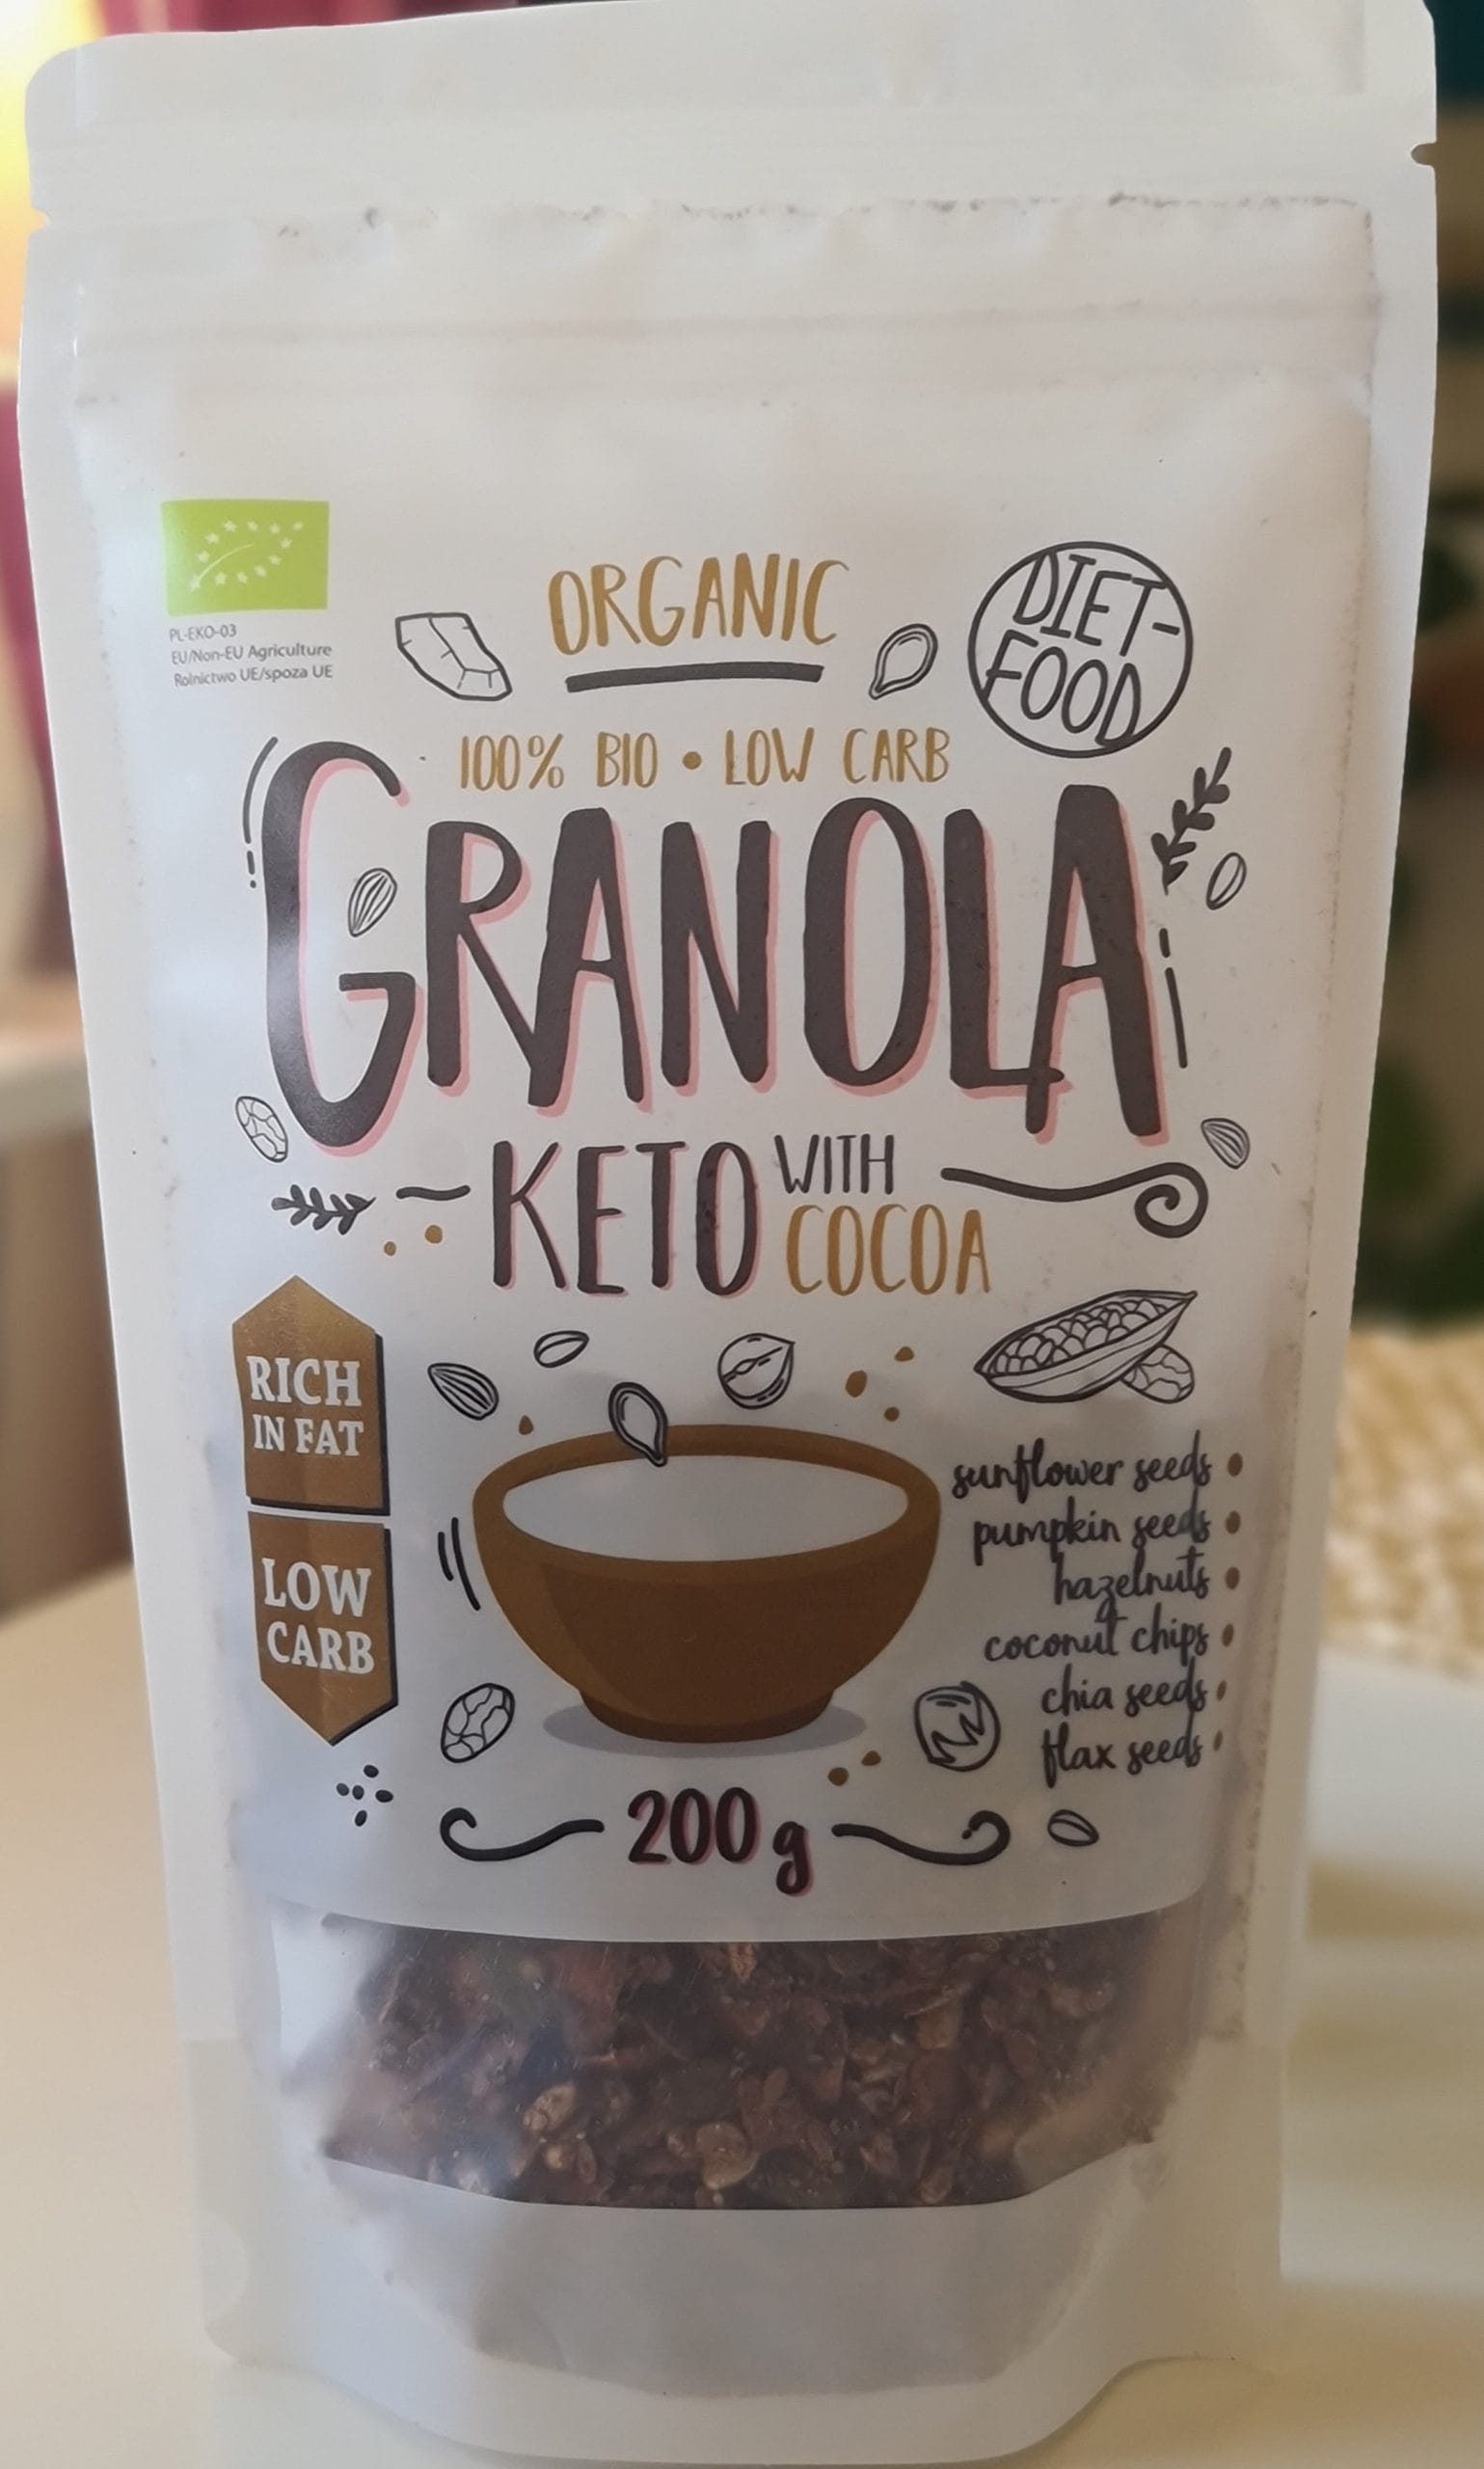 PL-EKO-03
EU/Non-EU Agriculture
Rolnictwo UE/spoza UE
ORGANIC
DIET-
FOOD
100% BIO • LOW CARB
GRANOLA
KETO WITH
COCOA
RICH
IN FAT
LOW
CARB
sunflower seeds •
pumpkin seeds •
hazelnuts •
coconut chips •
chia seeds •
flax seeds •
200 g